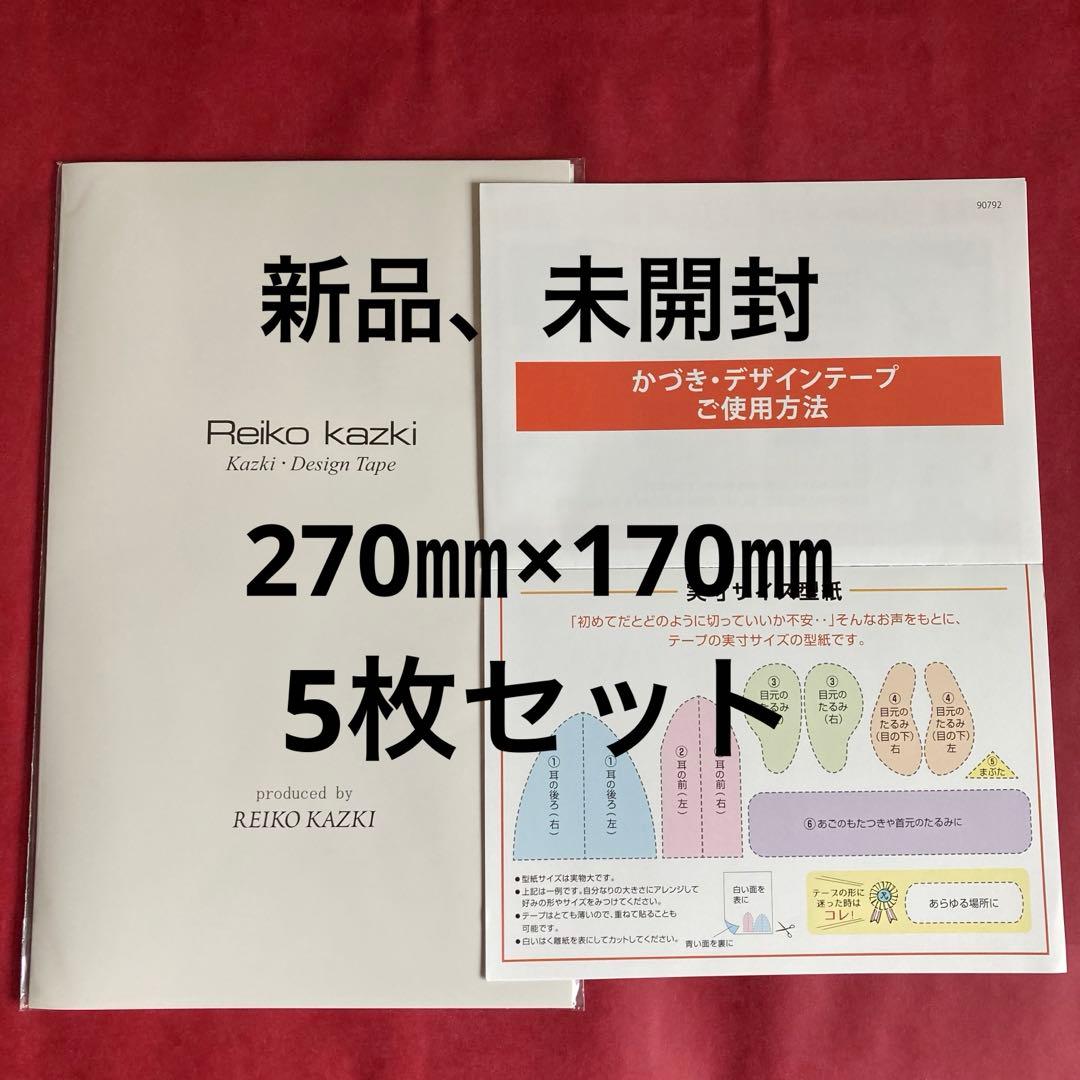 新品、未開封
270㎜×170㎜
5枚セット
Reiko kazki
Kazki・Design Tape
produced by
REIKO KAZKI
90792
かづき・デザインテープ
ご使用方法
実寸サイズ型紙
「初めてだとどのように切っていいか不安‥」そんなお声をもとに、
テープの実寸サイズの型紙です。
①耳の後ろ(右)
①耳の後ろ(左)
②耳の前(左)
耳の前(右)
③
目元の
たるみ
③
目元の
たるみ
(右)
④
目元の
たるみ
(目の下)
右
④
目元の
たるみ
(目の下)
左
⑤
まぶた
⑥あごのもたつきや首元のたるみに
●型紙サイズは実物大です。
●上記は一例です。自分なりの大きさにアレンジして
好みの形やサイズをみつけてください。
●テープはとても薄いので、重ねて貼ることも
可能です。
●白いはく離紙を表にしてカットしてください。
白い面を
表に
青い面を裏に
テープの形に
迷った時は
コレ!
あらゆる場所に